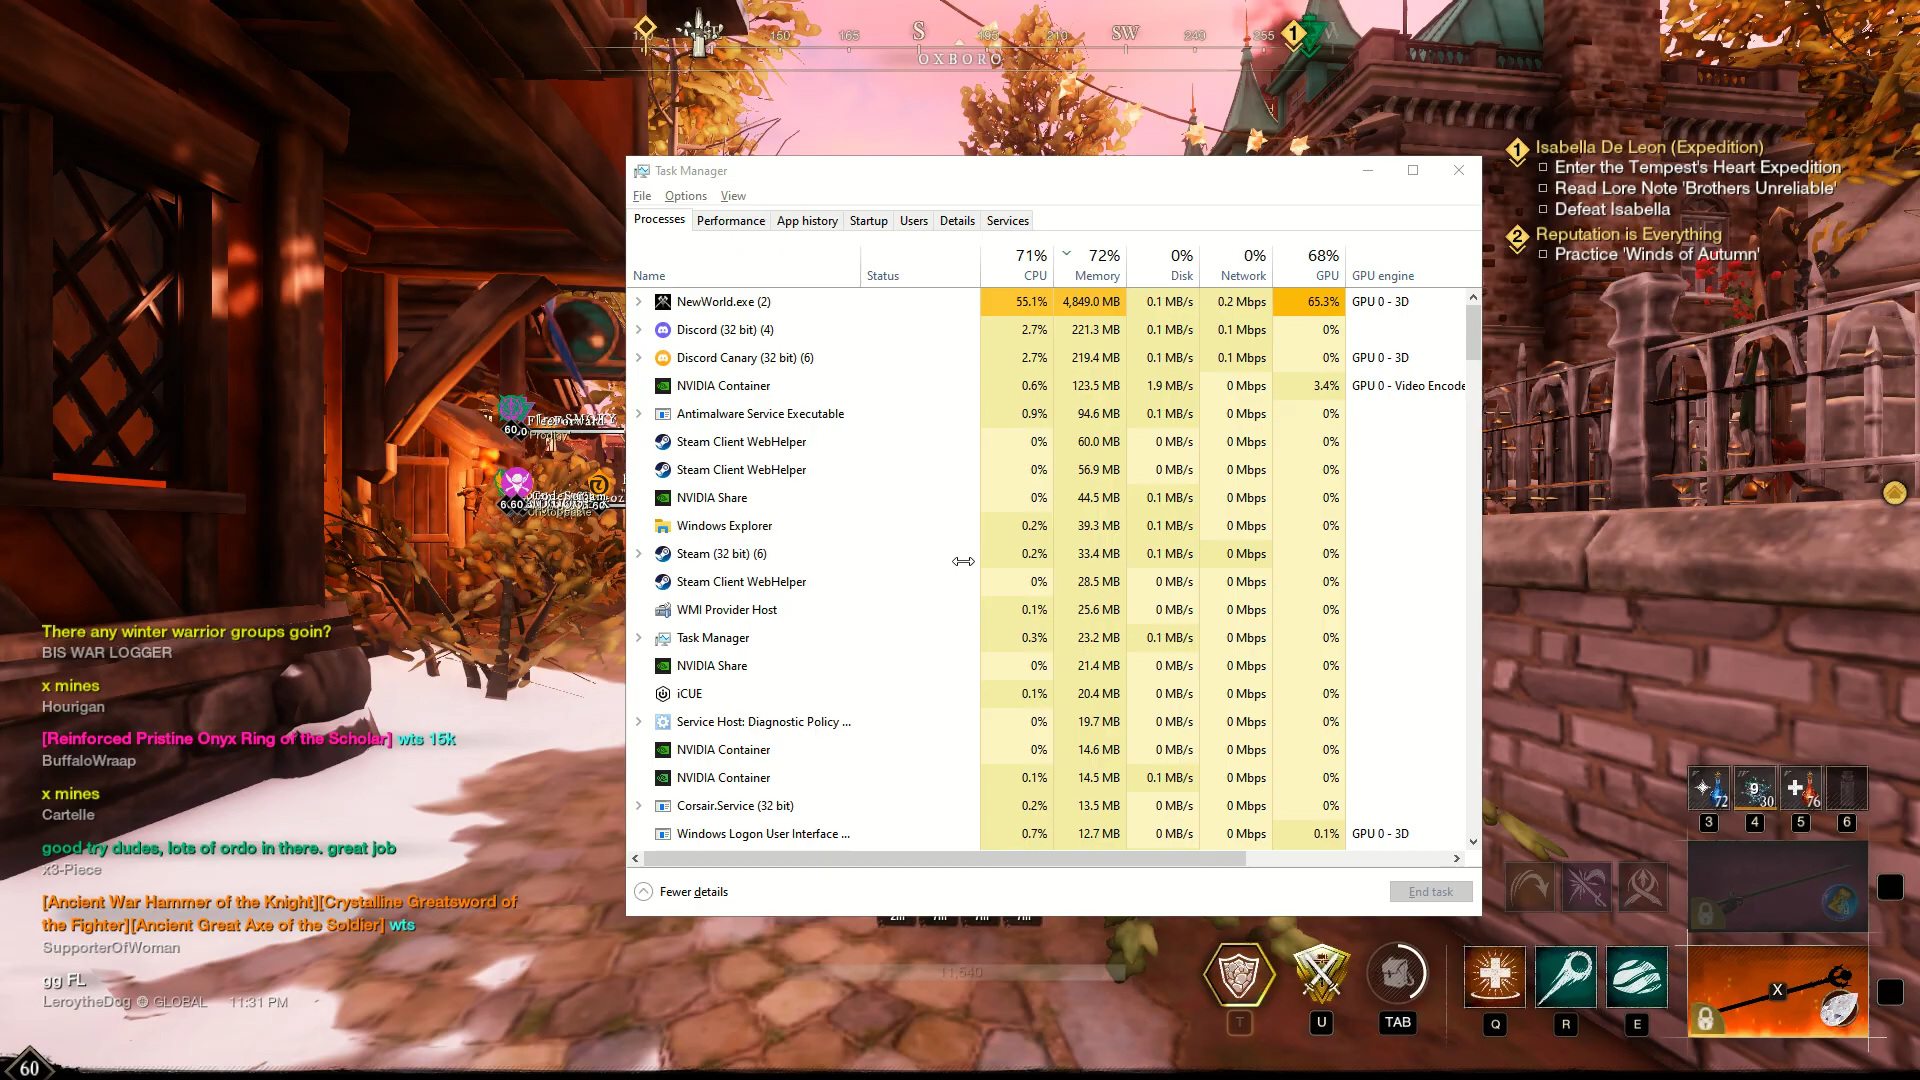 150
165
S
195
210
SW
240
255
1
OXBORO
1
Isabella De Leon (Expedition)
Enter the Tempest's Heart Expedition
Read Lore Note 'Brothers Unreliable'
Defeat Isabella
2
Reputation is Everything
Practice 'Winds of Autumn'
Task Manager
File Options View
Processes Performance App history Startup Users Details Services
71% 72% 0% 0% 68%
Name Status CPU Memory Disk Network GPU GPU engine
NewWorld.exe (2) 55.1% 4,849.0 MB 0.1 MB/s 0.2 Mbps 65.3% GPU 0 - 3D
Discord (32 bit) (4) 2.7% 221.3 MB 0.1 MB/s 0.1 Mbps 0%
Discord Canary (32 bit) (6) 2.7% 219.4 MB 0.1 MB/s 0.1 Mbps 0% GPU 0 - 3D
NVIDIA Container 0.6% 123.5 MB 1.9 MB/s 0 Mbps 3.4% GPU 0 - Video Encode
Antimalware Service Executable 0.9% 94.6 MB 0.1 MB/s 0 Mbps 0%
Steam Client WebHelper 0% 60.0 MB 0 MB/s 0 Mbps 0%
Steam Client WebHelper 0% 56.9 MB 0 MB/s 0 Mbps 0%
NVIDIA Share 0% 44.5 MB 0.1 MB/s 0 Mbps 0%
Windows Explorer 0.2% 39.3 MB 0.1 MB/s 0 Mbps 0%
Steam (32 bit) (6) 0.2% 33.4 MB 0.1 MB/s 0 Mbps 0%
Steam Client WebHelper 0% 28.5 MB 0 MB/s 0 Mbps 0%
WMI Provider Host 0.1% 25.6 MB 0 MB/s 0 Mbps 0%
Task Manager 0.3% 23.2 MB 0.1 MB/s 0 Mbps 0%
NVIDIA Share 0% 21.4 MB 0 MB/s 0 Mbps 0%
iCUE 0.1% 20.4 MB 0 MB/s 0 Mbps 0%
Service Host: Diagnostic Policy ... 0% 19.7 MB 0 MB/s 0 Mbps 0%
NVIDIA Container 0% 14.6 MB 0 MB/s 0 Mbps 0%
NVIDIA Container 0.1% 14.5 MB 0.1 MB/s 0 Mbps 0%
Corsair.Service (32 bit) 0.2% 13.5 MB 0 MB/s 0 Mbps 0%
Windows Logon User Interface ... 0.7% 12.7 MB 0 MB/s 0 Mbps 0.1% GPU 0 - 3D
Fewer details
End task
There any winter warrior groups goin?
BIS WAR LOGGER
x mines
Hourigan
[Reinforced Pristine Onyx Ring of the Scholar] wts 15k
BuffaloWraap
x mines
Cartelle
good try dudes, lots of ordo in there. great job
x3-Piece
[Ancient War Hammer of the Knight][Crystalline Greatsword of
the Fighter][Ancient Great Axe of the Soldier] wts
SupporterOfWoman
gg FL
LeroytheDog GLOBAL 11:31 PM
60
11,540
72
9 30
76
3 4 5 6
T U TAB Q R E
X